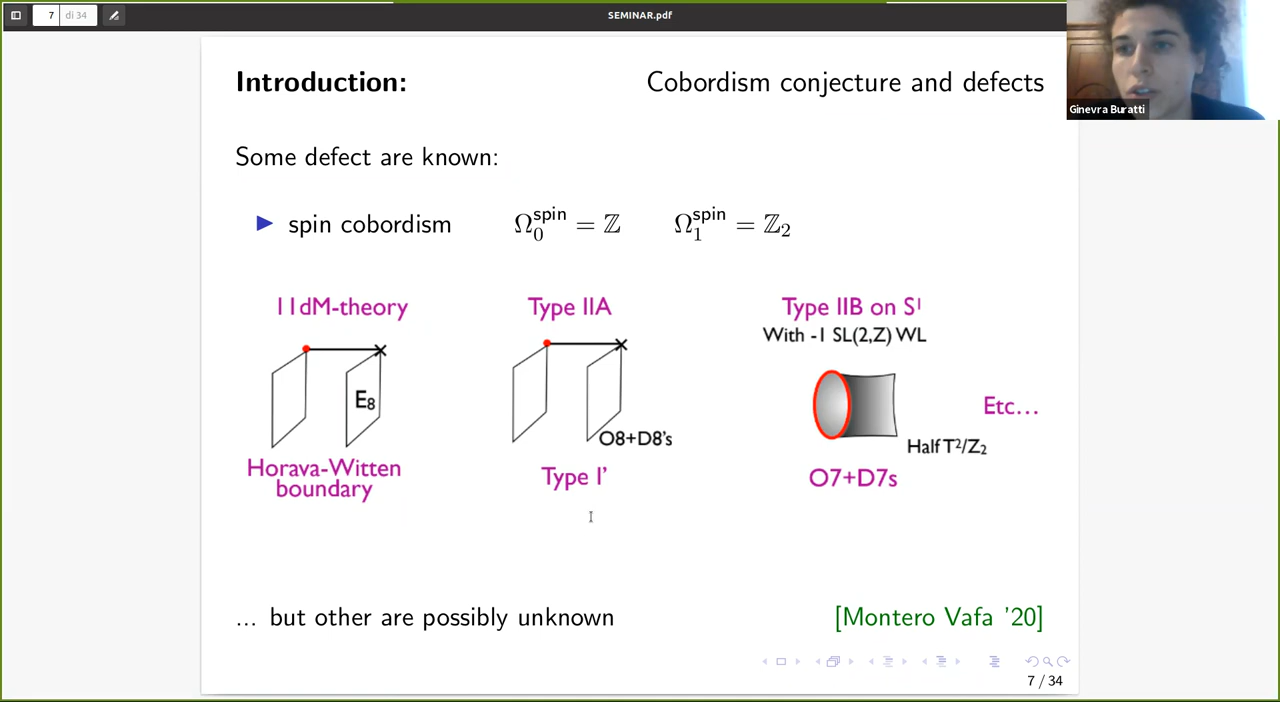 7 di 34
SEMINAR.pdf
Ginevra Buratti
Introduction:
Cobordism conjecture and defects
Some defect are known:
▶ spin cobordism Ω₀^spin = ℤ Ω₁^spin = ℤ₂
11dM-theory
E₈
Horava-Witten
boundary
Type IIA
O8+D8's
Type I'
Type IIB on S¹
With -1 SL(2,Z) WL
Half T²/Z₂
O7+D7s
Etc...
... but other are possibly unknown
[Montero Vafa '20]
7 / 34